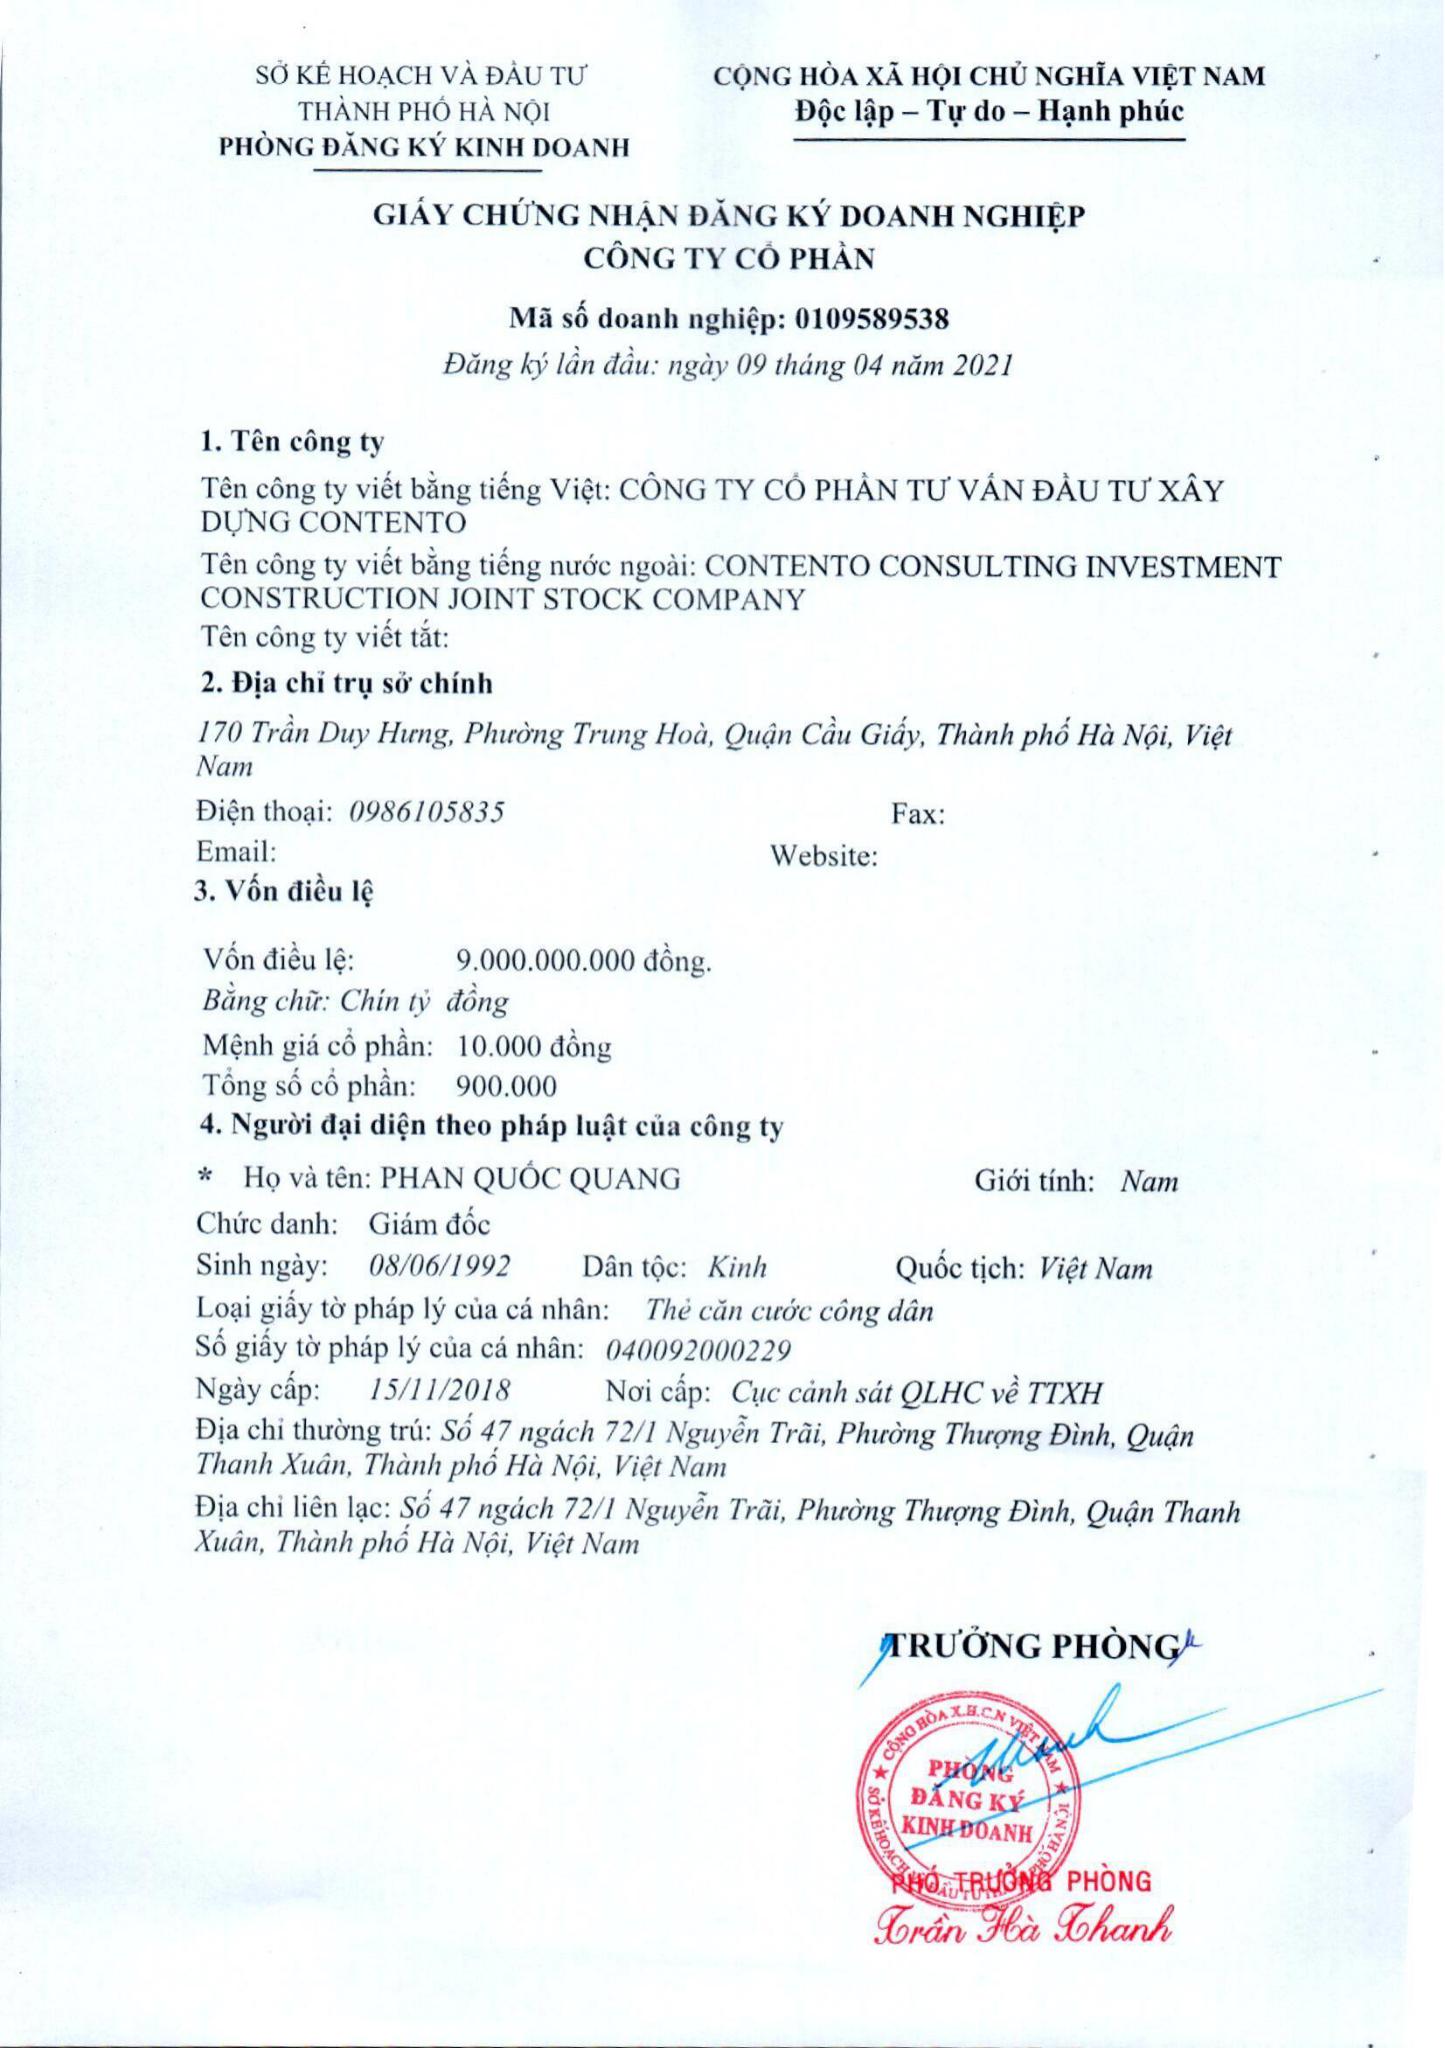 SỞ KẾ HOẠCH VÀ ĐẦU TƯ
THÀNH PHỐ HÀ NỘI
PHÒNG ĐĂNG KÝ KINH DOANH
CỘNG HÒA XÃ HỘI CHỦ NGHĨA VIỆT NAM
Độc lập – Tự do – Hạnh phúc
GIẤY CHỨNG NHẬN ĐĂNG KÝ DOANH NGHIỆP
CÔNG TY CỔ PHẦN
Mã số doanh nghiệp: 0109589538
Đăng ký lần đầu: ngày 09 tháng 04 năm 2021
1. Tên công ty
Tên công ty viết bằng tiếng Việt: CÔNG TY CỔ PHẦN TƯ VẤN ĐẦU TƯ XÂY
DỰNG CONTENTO
Tên công ty viết bằng tiếng nước ngoài: CONTENTO CONSULTING INVESTMENT
CONSTRUCTION JOINT STOCK COMPANY
Tên công ty viết tắt:
2. Địa chỉ trụ sở chính
170 Trần Duy Hưng, Phường Trung Hoà, Quận Cầu Giấy, Thành phố Hà Nội, Việt
Nam
Điện thoại: 0986105835 Fax:
Email: Website:
3. Vốn điều lệ
Vốn điều lệ: 9.000.000.000 đồng.
Bằng chữ: Chín tỷ đồng
Mệnh giá cổ phần: 10.000 đồng
Tổng số cổ phần: 900.000
4. Người đại diện theo pháp luật của công ty
* Họ và tên: PHAN QUỐC QUANG Giới tính: Nam
Chức danh: Giám đốc
Sinh ngày: 08/06/1992 Dân tộc: Kinh Quốc tịch: Việt Nam
Loại giấy tờ pháp lý của cá nhân: Thẻ căn cước công dân
Số giấy tờ pháp lý của cá nhân: 040092000229
Ngày cấp: 15/11/2018 Nơi cấp: Cục cảnh sát QLHC về TTXH
Địa chỉ thường trú: Số 47 ngách 72/1 Nguyễn Trãi, Phường Thượng Đình, Quận
Thanh Xuân, Thành phố Hà Nội, Việt Nam
Địa chỉ liên lạc: Số 47 ngách 72/1 Nguyễn Trãi, Phường Thượng Đình, Quận Thanh
Xuân, Thành phố Hà Nội, Việt Nam
TRƯỞNG PHÒNG
CỘNG HÒA X.H.C.N VIỆT NAM
PHÒNG
ĐĂNG KÝ
KINH DOANH
SỞ KẾ HOẠCH VÀ ĐẦU TƯ PHỐ HÀ NỘI
PHÓ TRƯỞNG PHÒNG
Trần Hà Thanh